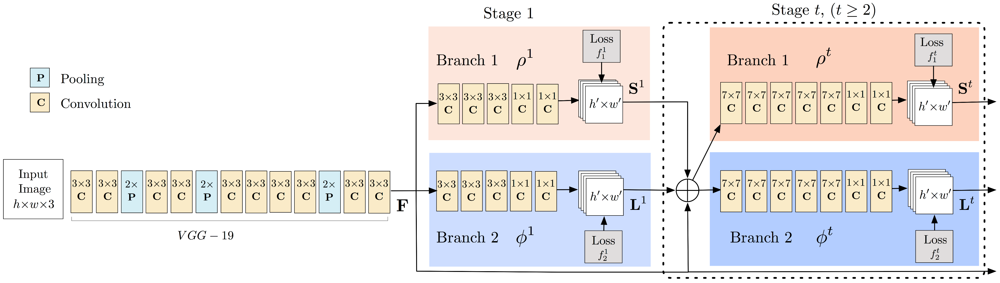 Stage 1
Stage t, (t ≥ 2)
P Pooling
C Convolution
Branch 1 ρ¹
Loss
f₁¹
3×3 3×3 3×3 1×1 1×1
C C C C C
h′×w′
S¹
Branch 1 ρᵗ
Loss
f₁ᵗ
7×7 7×7 7×7 7×7 7×7 1×1 1×1
C C C C C C C
h′×w′
Sᵗ
Input
Image
h×w×3
3×3 3×3 2× 3×3 3×3 2× 3×3 3×3 3×3 3×3 2× 3×3 3×3
C C P C C P C C C C P C C
VGG − 19
F
3×3 3×3 3×3 1×1 1×1
C C C C C
h′×w′
L¹
Branch 2 ϕ¹
Loss
f₂¹
7×7 7×7 7×7 7×7 7×7 1×1 1×1
C C C C C C C
h′×w′
Lᵗ
Branch 2 ϕᵗ
Loss
f₂ᵗ